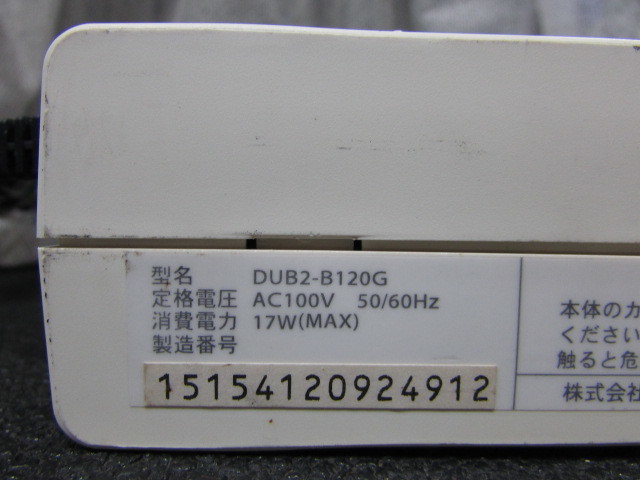 型名 DUB2-B120G
定格電圧 AC100V 50/60Hz
消費電力 17W(MAX)
製造番号
15154120924912
本体のカ
ください
触ると危
株式会社